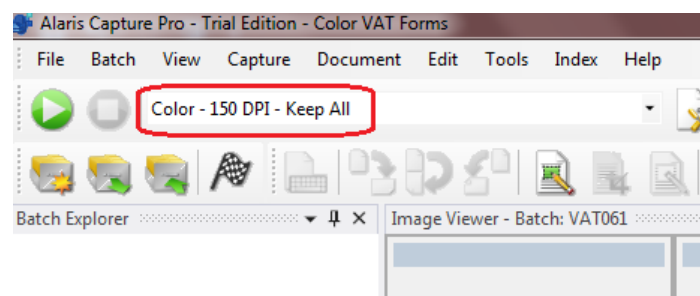 Alaris Capture Pro - Trial Edition - Color VAT Forms
File Batch View Capture Document Edit Tools Index Help
Color - 150 DPI - Keep All
Batch Explorer Image Viewer - Batch: VAT061